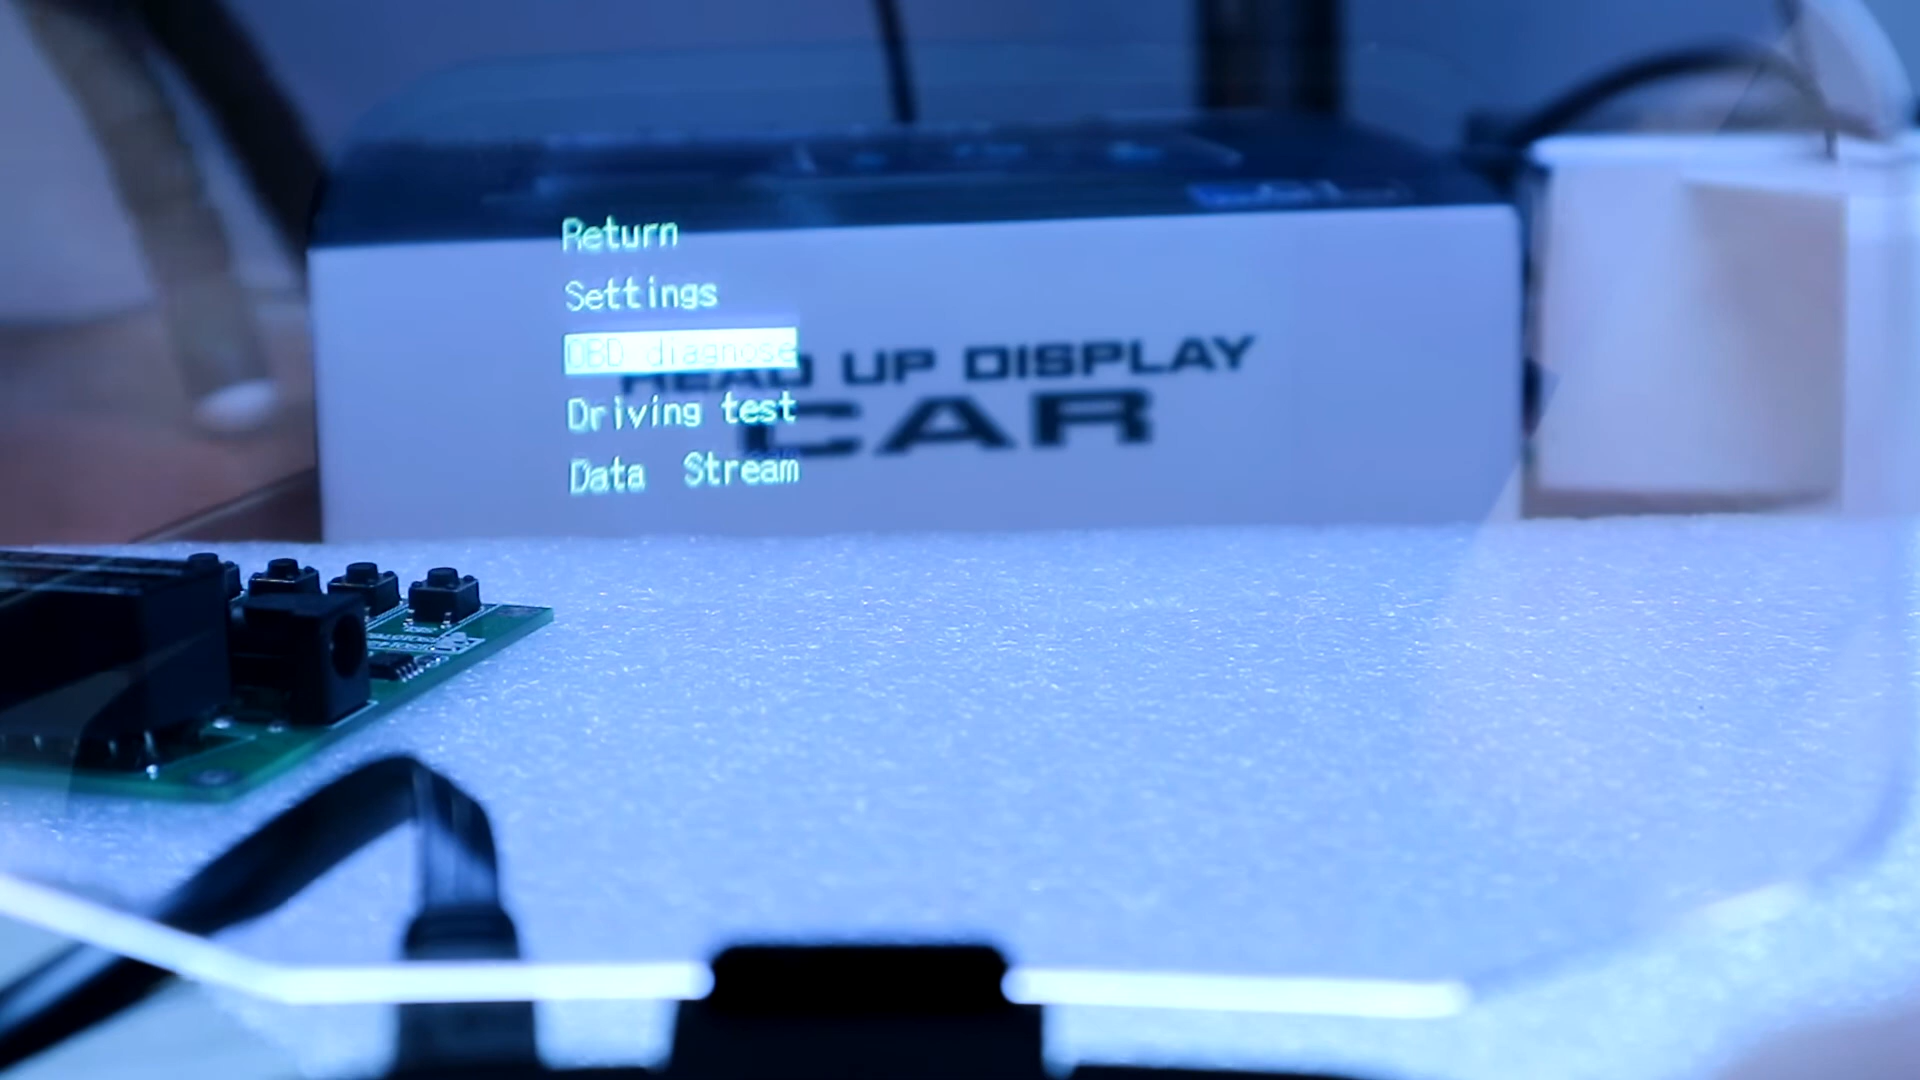 Return
Settings
OBD diagnose
Driving test
Data Stream
HEAD UP DISPLAY
CAR